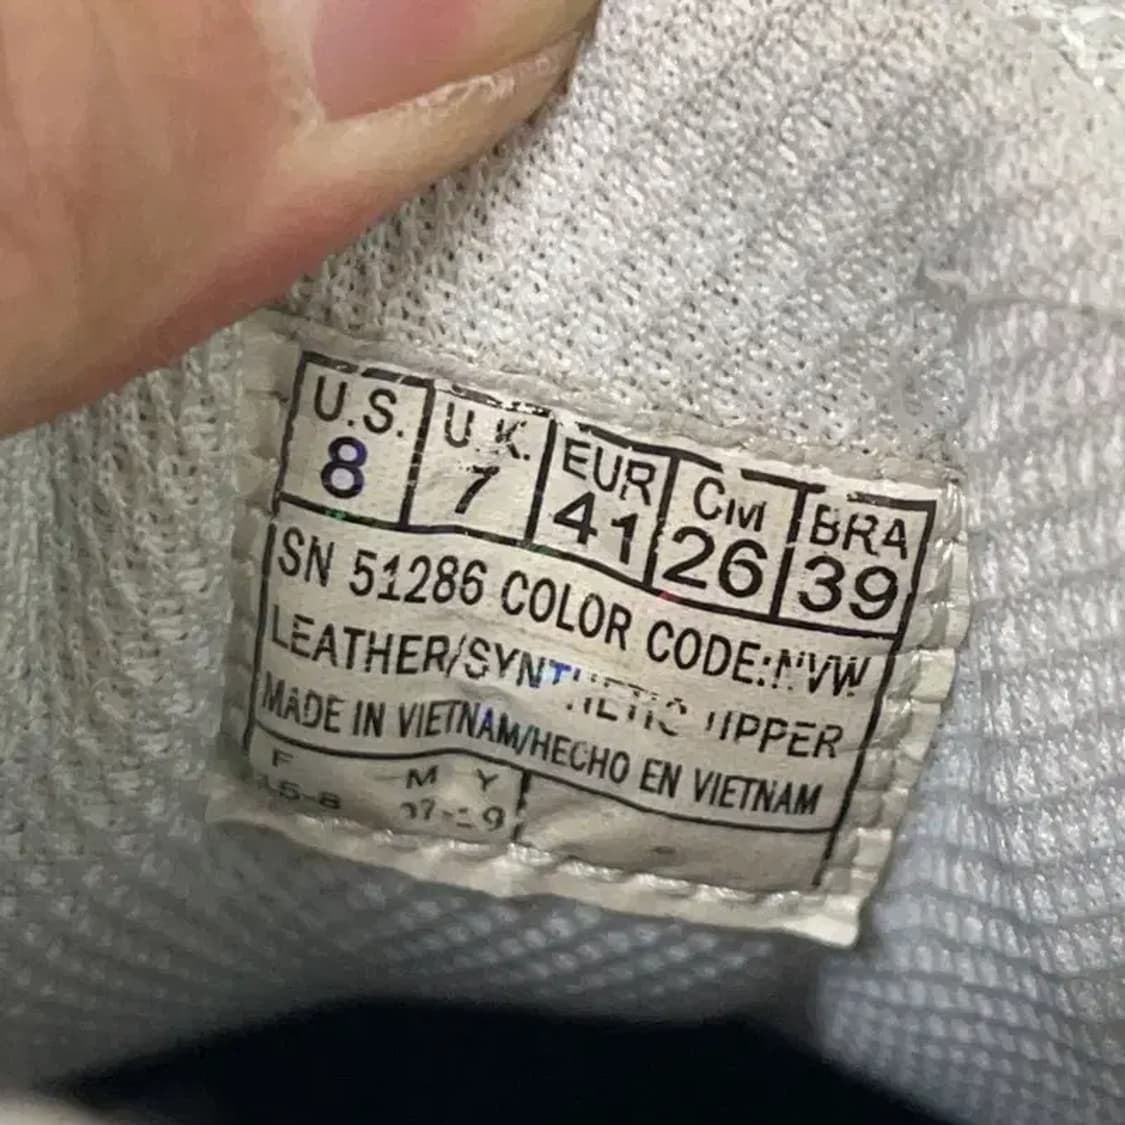 U.S. U.K. EUR CM BRA
8 7 41 26 39
SN 51286 COLOR CODE:NVW
LEATHER/SYNTHETIC UPPER
MADE IN VIETNAM/HECHO EN VIETNAM
F M Y